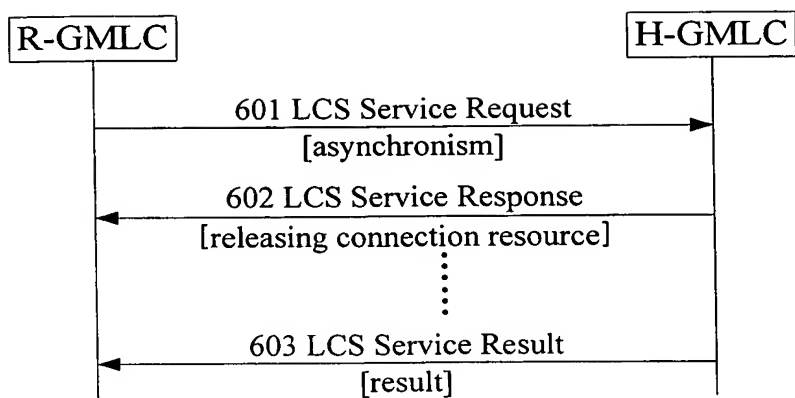 R-GMLC
H-GMLC
601 LCS Service Request
[asynchronism]
602 LCS Service Response
[releasing connection resource]
603 LCS Service Result
[result]